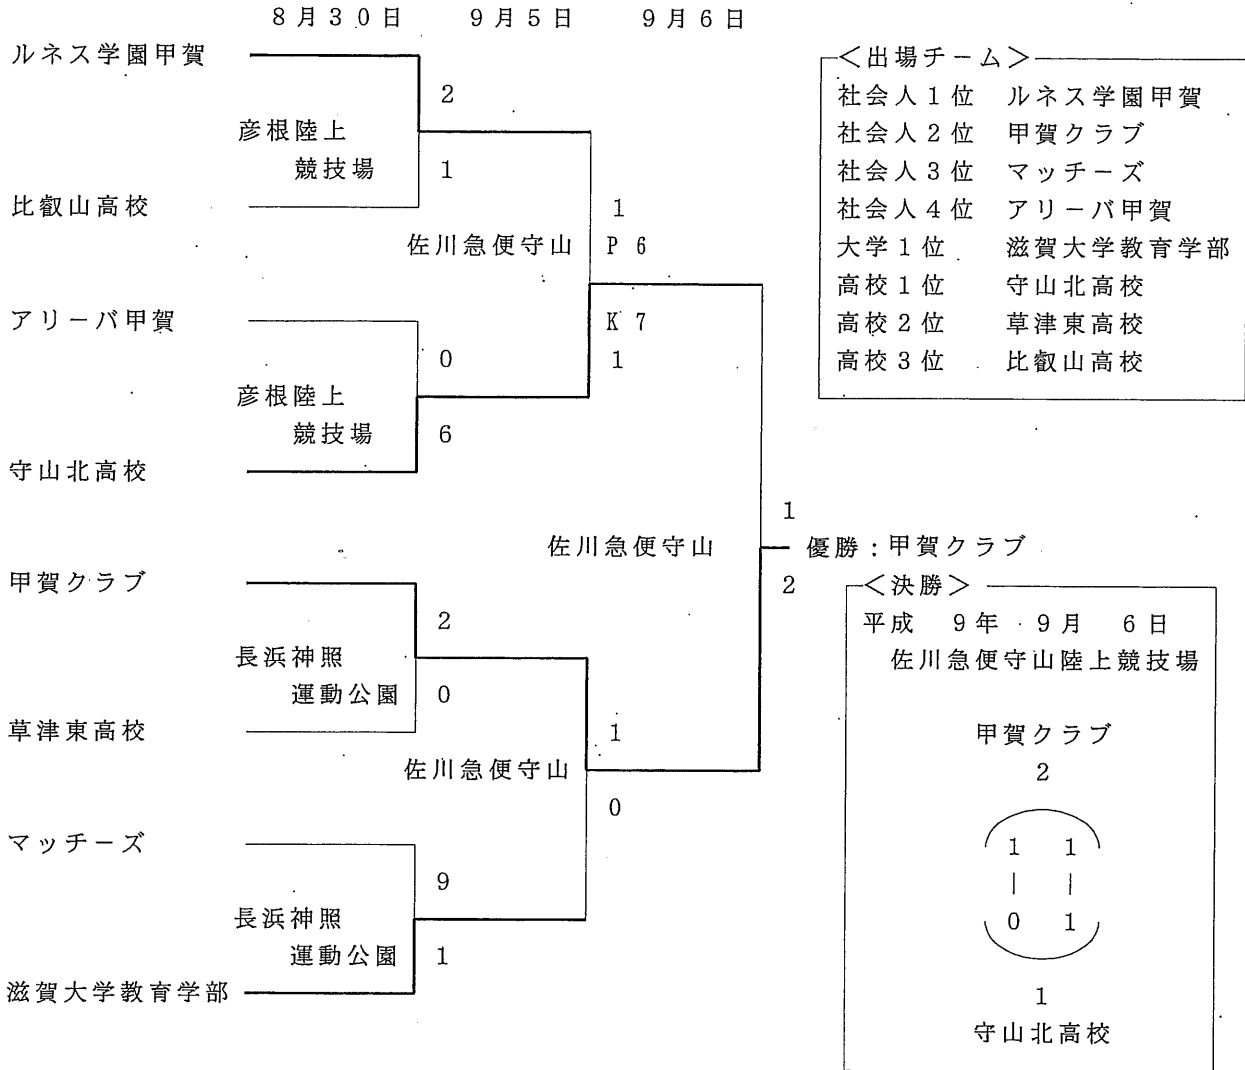 8月30日 9月5日 9月6日
ルネス学園甲賀
2
彦根陸上
競技場
1
比叡山高校
1
佐川急便守山
P 6
アリーバ甲賀
K 7
0
1
彦根陸上
競技場
6
守山北高校
1
佐川急便守山
優勝：甲賀クラブ
2
甲賀クラブ
2
長浜神照
運動公園
0
草津東高校
1
佐川急便守山
0
マッチーズ
9
長浜神照
運動公園
1
滋賀大学教育学部
＜出場チーム＞
社会人1位 ルネス学園甲賀
社会人2位 甲賀クラブ
社会人3位 マッチーズ
社会人4位 アリーバ甲賀
大学1位 滋賀大学教育学部
高校1位 守山北高校
高校2位 草津東高校
高校3位 比叡山高校
＜決勝＞
平成 9年 9月 6日
佐川急便守山陸上競技場
甲賀クラブ
2
1 1
| |
0 1
1
守山北高校